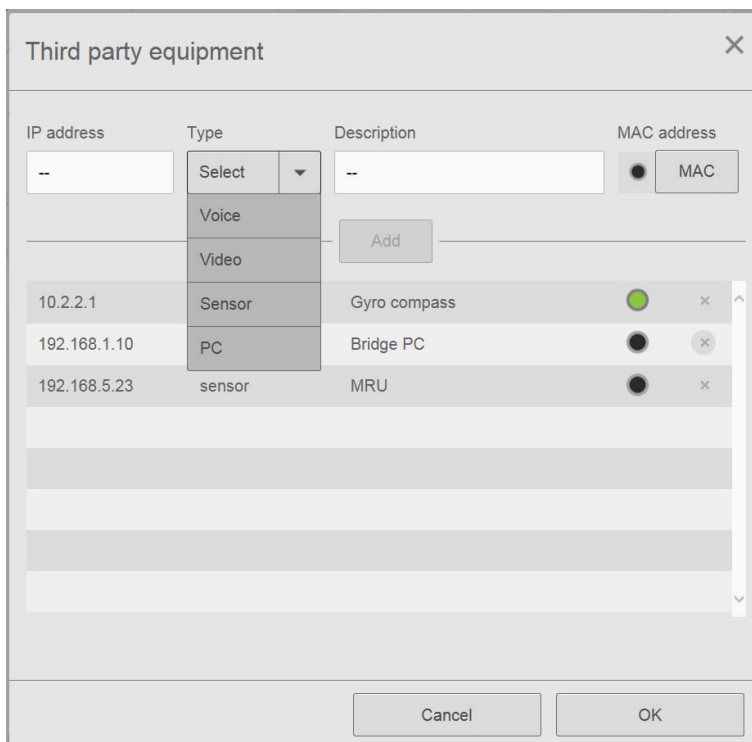 Third party equipment
IP address Type Description MAC address
-- Select -- MAC
Voice
Add
Video
10.2.2.1 Sensor Gyro compass
192.168.1.10 PC Bridge PC
192.168.5.23 sensor MRU
Cancel OK